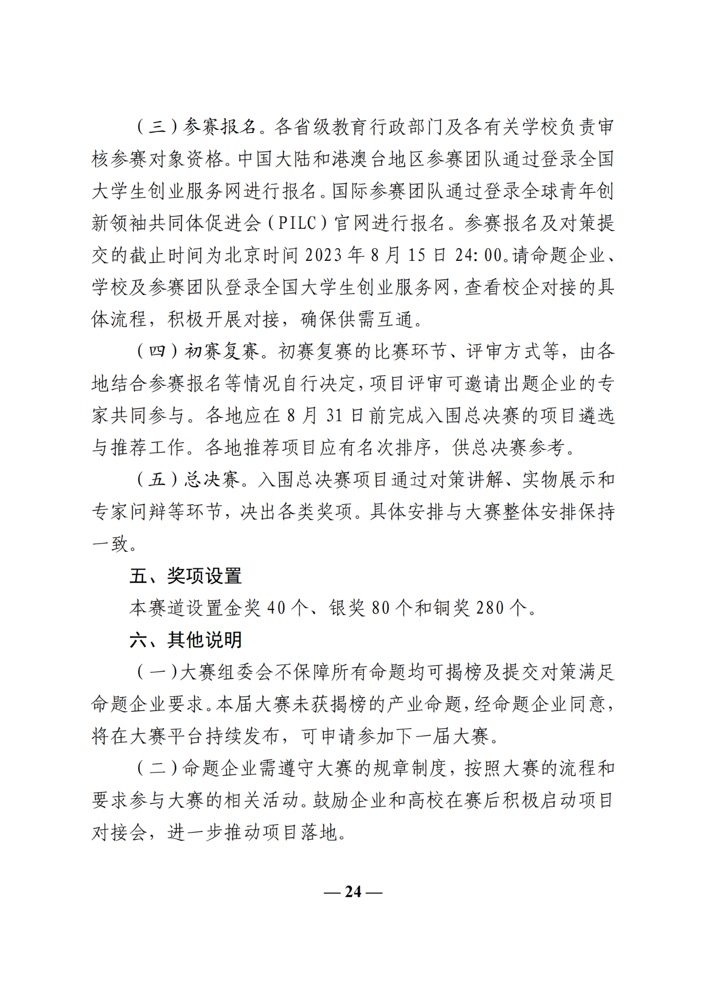 （三）参赛报名。各省级教育行政部门及各有关学校负责审
核参赛对象资格。中国大陆和港澳台地区参赛团队通过登录全国
大学生创业服务网进行报名。国际参赛团队通过登录全球青年创
新领袖共同体促进会（PILC）官网进行报名。参赛报名及对策提
交的截止时间为北京时间 2023 年 8 月 15 日 24：00。请命题企业、
学校及参赛团队登录全国大学生创业服务网，查看校企对接的具
体流程，积极开展对接，确保供需互通。
（四）初赛复赛。初赛复赛的比赛环节、评审方式等，由各
地结合参赛报名等情况自行决定，项目评审可邀请出题企业的专
家共同参与。各地应在 8 月 31 日前完成入围总决赛的项目遴选
与推荐工作。各地推荐项目应有名次排序，供总决赛参考。
（五）总决赛。入围总决赛项目通过对策讲解、实物展示和
专家问辩等环节，决出各类奖项。具体安排与大赛整体安排保持
一致。
五、奖项设置
本赛道设置金奖 40 个、银奖 80 个和铜奖 280 个。
六、其他说明
（一）大赛组委会不保障所有命题均可揭榜及提交对策满足
命题企业要求。本届大赛未获揭榜的产业命题，经命题企业同意，
将在大赛平台持续发布，可申请参加下一届大赛。
（二）命题企业需遵守大赛的规章制度，按照大赛的流程和
要求参与大赛的相关活动。鼓励企业和高校在赛后积极启动项目
对接会，进一步推动项目落地。
— 24 —